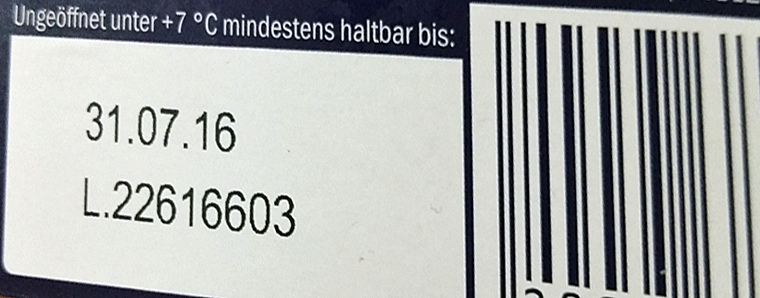 Ungeöffnet unter +7 °C mindestens haltbar bis:
31.07.16
L.22616603